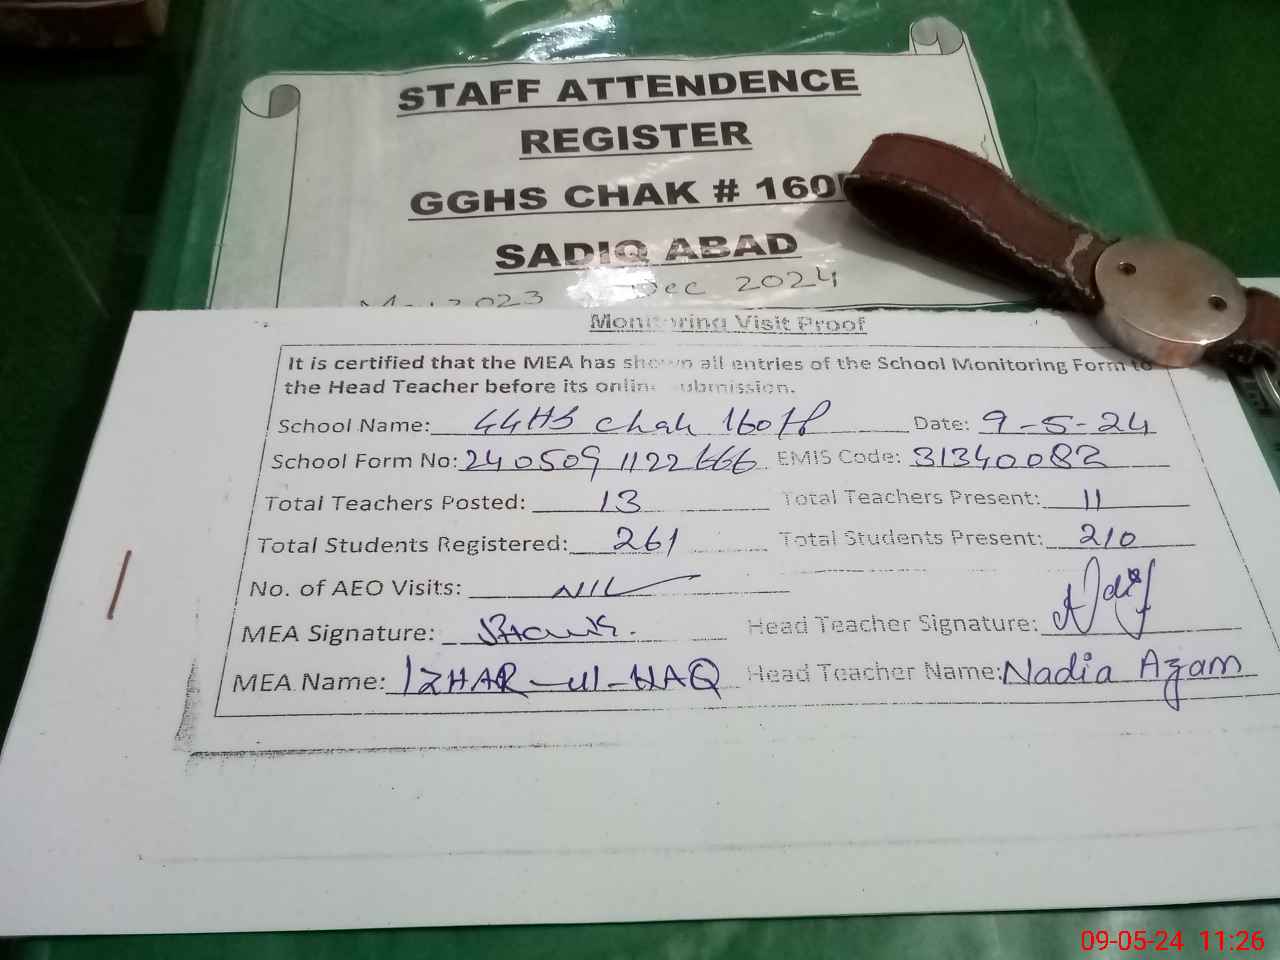 STAFF ATTENDENCE
REGISTER
GGHS CHAK # 160
SADIQ ABAD
2023 Dec 2024
Monitoring Visit Proof
It is certified that the MEA has shown all entries of the School Monitoring Form to
the Head Teacher before its online submission.
School Name: GGHS Chak 160 Date: 9-5-24
School Form No: 240509 1122666 EMIS Code: 31340082
Total Teachers Posted: 13 Total Teachers Present: 11
Total Students Registered: 261 Total Students Present: 210
No. of AEO Visits: NIL
MEA Signature: Head Teacher Signature:
MEA Name: IZHAR-ul-HAQ Head Teacher Name: Nadia Azam
09-05-24 11:26